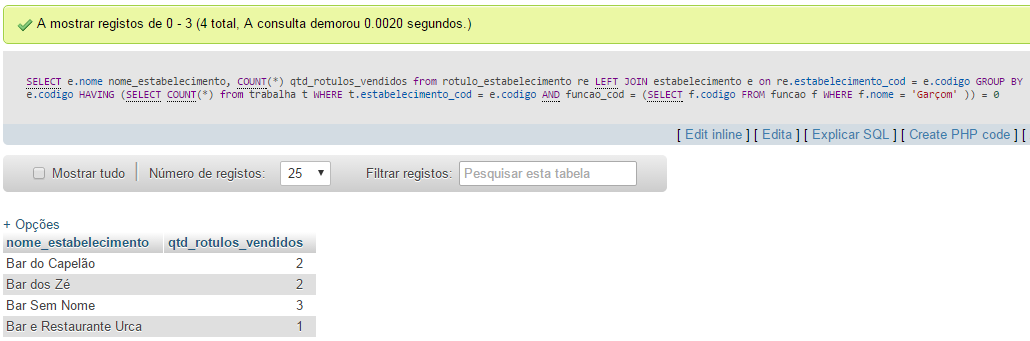 A mostrar registos de 0 - 3 (4 total, A consulta demorou 0.0020 segundos.)
SELECT e.nome nome_estabelecimento, COUNT(*) qtd_rotulos_vendidos from rotulo_estabelecimento re LEFT JOIN estabelecimento e on re.estabelecimento_cod = e.codigo GROUP BY
e.codigo HAVING (SELECT COUNT(*) from trabalha t WHERE t.estabelecimento_cod = e.codigo AND funcao_cod = (SELECT f.codigo FROM funcao f WHERE f.nome = 'Garçom' )) = 0
[ Edit inline ] [ Edita ] [ Explicar SQL ] [ Create PHP code ] [
Mostrar tudo Número de registos: 25 Filtrar registos: Pesquisar esta tabela
+ Opções
nome_estabelecimento qtd_rotulos_vendidos
Bar do Capelão 2
Bar dos Zé 2
Bar Sem Nome 3
Bar e Restaurante Urca 1